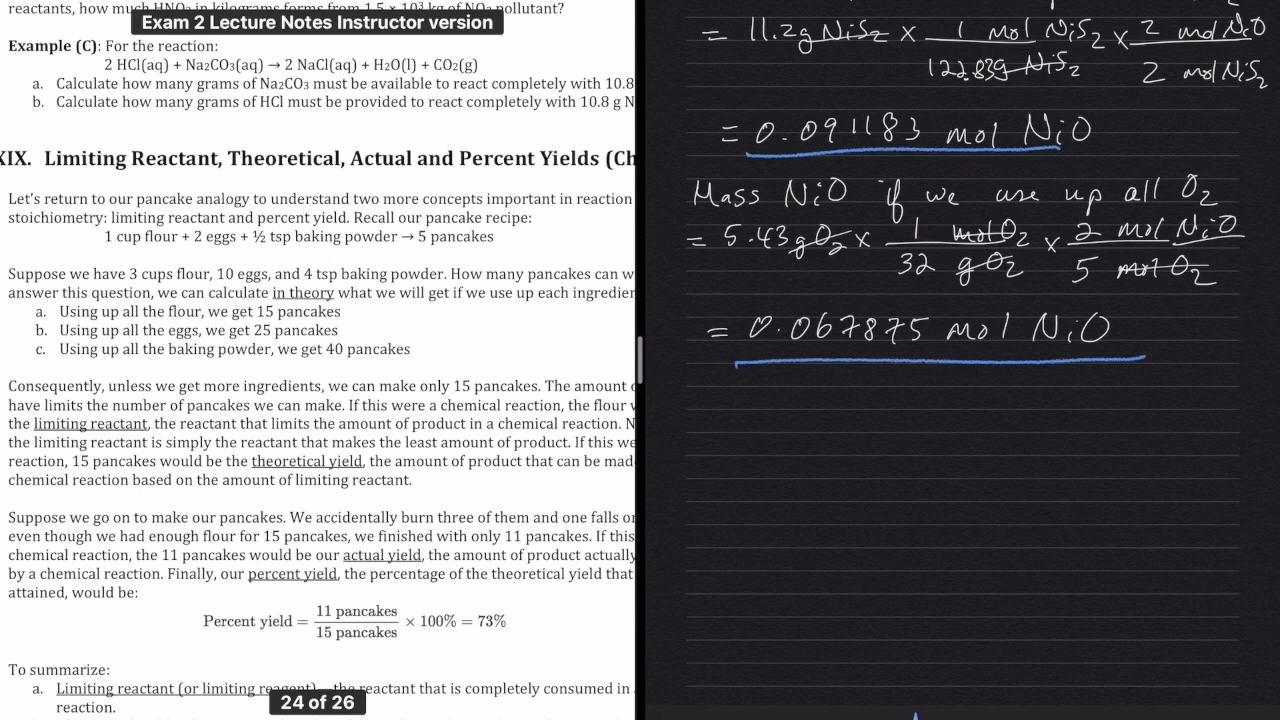 reactants, how much HNO₃ in kilograms forms from 1.5 × 10³ kg of NO₂ pollutant?
Exam 2 Lecture Notes Instructor version
Example (C): For the reaction:
2 HCl(aq) + Na₂CO₃(aq) → 2 NaCl(aq) + H₂O(l) + CO₂(g)
a. Calculate how many grams of Na₂CO₃ must be available to react completely with 10.8
b. Calculate how many grams of HCl must be provided to react completely with 10.8 g N
XIX. Limiting Reactant, Theoretical, Actual and Percent Yields (Ch
Let's return to our pancake analogy to understand two more concepts important in reaction
stoichiometry: limiting reactant and percent yield. Recall our pancake recipe:
1 cup flour + 2 eggs + ½ tsp baking powder → 5 pancakes
Suppose we have 3 cups flour, 10 eggs, and 4 tsp baking powder. How many pancakes can w
answer this question, we can calculate in theory what we will get if we use up each ingredien
a. Using up all the flour, we get 15 pancakes
b. Using up all the eggs, we get 25 pancakes
c. Using up all the baking powder, we get 40 pancakes
Consequently, unless we get more ingredients, we can make only 15 pancakes. The amount o
have limits the number of pancakes we can make. If this were a chemical reaction, the flour w
the limiting reactant, the reactant that limits the amount of product in a chemical reaction. N
the limiting reactant is simply the reactant that makes the least amount of product. If this we
reaction, 15 pancakes would be the theoretical yield, the amount of product that can be mad
chemical reaction based on the amount of limiting reactant.
Suppose we go on to make our pancakes. We accidentally burn three of them and one falls on
even though we had enough flour for 15 pancakes, we finished with only 11 pancakes. If this
chemical reaction, the 11 pancakes would be our actual yield, the amount of product actually
by a chemical reaction. Finally, our percent yield, the percentage of the theoretical yield that
attained, would be:
Percent yield = 11 pancakes / 15 pancakes × 100% = 73%
To summarize:
a. Limiting reactant (or limiting reagent) – the reactant that is completely consumed in
reaction.
24 of 26
= 11.2g NiS₂ × 1 mol NiS₂ / 122.83g NiS₂ × 2 mol NiO / 2 mol NiS₂
= 0.091183 mol NiO
Mass NiO if we use up all O₂
= 5.43gO₂ × 1 molO₂ / 32 gO₂ × 2 mol NiO / 5 mol O₂
= 0.067875 mol NiO